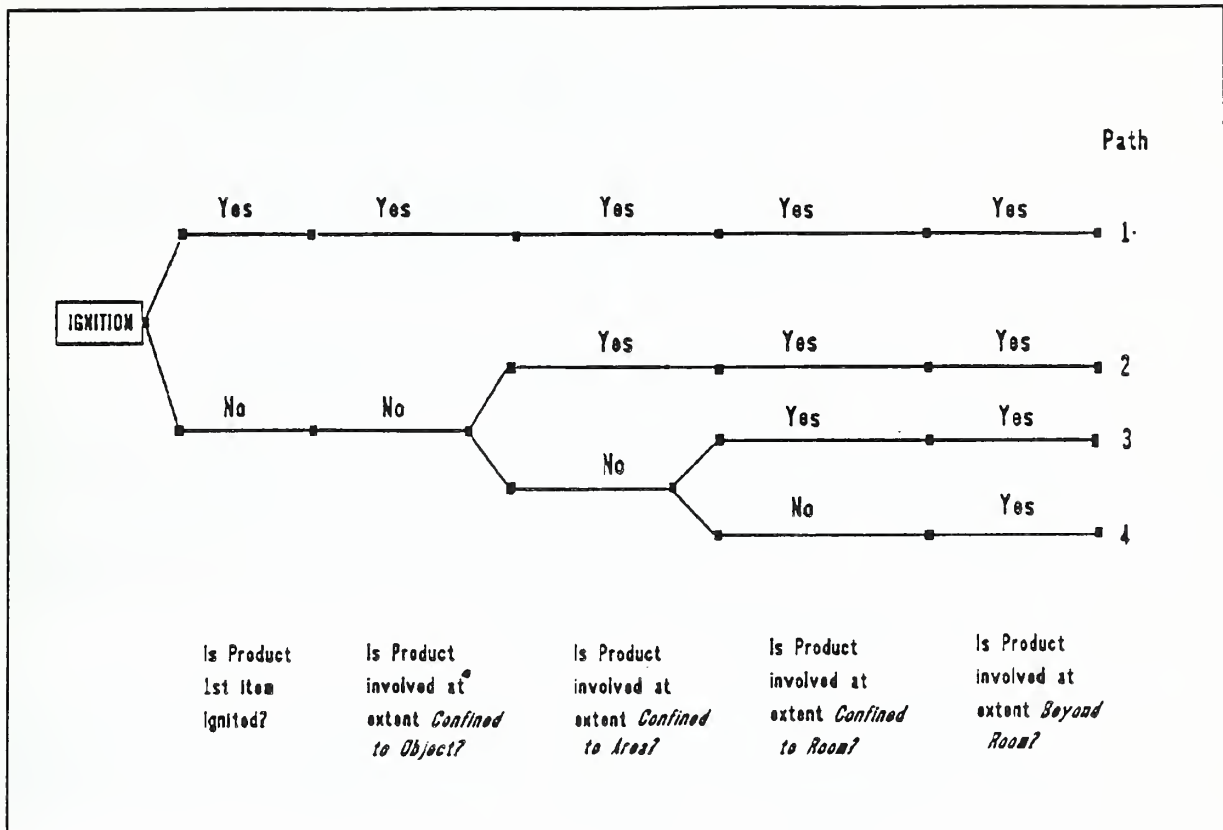 Path
Yes Yes Yes Yes Yes 1
IGNITION
Yes Yes Yes 2
No No
Yes Yes 3
No
No Yes 4
Is Product
1st item
ignited?
Is Product
involved at
extent Confined
to Object?
Is Product
involved at
extent Confined
to Area?
Is Product
involved at
extent Confined
to Room?
Is Product
involved at
extent Beyond
Room?